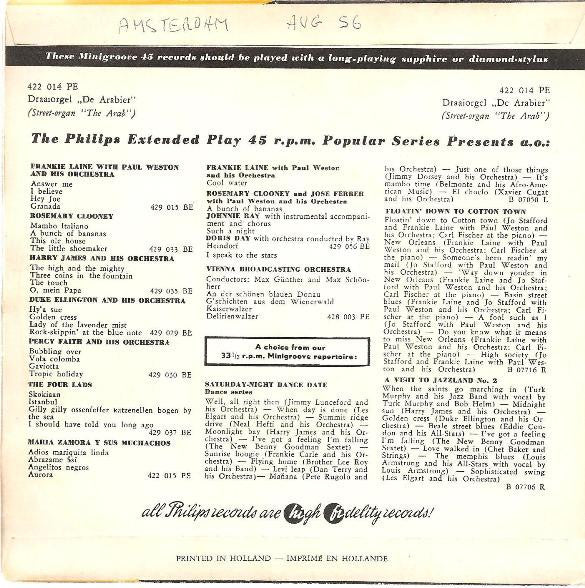 AMSTERDAM AUG 56
These Minigroove 45 records should be played with a long-playing sapphire or diamond-stylus
422 014 PE
Draaiorgel „De Arabier"
(Street-organ "The Arab")
422 014 PE
Draaiorgel „De Arabier"
(Street-organ "The Arab")
The Philips Extended Play 45 r.p.m. Popular Series Presents a.o.:
FRANKIE LAINE WITH PAUL WESTON
AND HIS ORCHESTRA
Answer me
I believe
Hey Joe
Granada 429 015 BE
ROSEMARY CLOONEY
Mambo Italiano
A bunch of bananas
This ole house
The little shoemaker 429 033 BE
HARRY JAMES AND HIS ORCHESTRA
The high and the mighty
Three coins in the fountain
The touch
O, mein Papa 429 035 BE
DUKE ELLINGTON AND HIS ORCHESTRA
Hy'a sue
Golden cress
Lady of the lavender mist
Rock-skippin' at the blue note 429 029 BE
PERCY FAITH AND HIS ORCHESTRA
Bubbling over
Vola colomba
Gaviotta
Tropic holiday 429 030 BE
THE FOUR LADS
Skokiaan
Istanbul
Gilly gilly ossenfeffer katzenellen bogen by
the sea
I should have told you long ago
429 037 BE
MARIA ZAMORA Y SUS MUCHACHOS
Adios mariquita linda
Abrazame así
Angelitos negros
Aurora 422 015 PE
FRANKIE LAINE with Paul Weston
and his Orchestra
Cool water
ROSEMARY CLOONEY and JOSE FERRER
with Paul Weston and his Orchestra
A bunch of bananas
JOHNNIE RAY with instrumental accompani-
ment and chorus
Such a night
DORIS DAY with orchestra conducted by Ray
Heindorf 429 036 BE
I speak to the stars
VIENNA BROADCASTING ORCHESTRA
Conductors: Max Günther and Max Schön-
herr
An der schönen blauen Donau
G'schichten aus dem Wienerwald
Kaiserwalzer
Delirienwalzer 428 003 PE
A choice from our
33⅓ r.p.m. Minigroove repertoire:
SATURDAY-NIGHT DANCE DATE
Dance series
Well, all right then (Jimmy Lunceford and
his Orchestra) — When day is done (Les
Elgart and his Orchestra) — Summit ridge
drive (Neal Hefti and his Orchestra) —
Moonlight bay (Harry James and his Or-
chestra) — I've got a feeling I'm falling
(The New Benny Goodman Sextet) —
Sunrise boogie (Frankie Carle and his Or-
chestra) — Flying home (Brother Lee Roy
and his Band) — Levi leap (Dan Terry and
his Orchestra) — Mañana (Pete Rugolo and
his Orchestra) — Just one of those things
(Jimmy Dorsey and his Orchestra) — It's
mambo time (Belmonte and his Afro-Ame-
rican Music) — El choclo (Xavier Cugat
and his Orchestra) B 07050 L
FLOATIN' DOWN TO COTTON TOWN
Floatin' down to Cotton town (Jo Stafford
and Frankie Laine with Paul Weston and his
Orchestra; Carl Fischer at the piano) —
New Orleans (Frankie Laine with Paul
Weston and his Orchestra; Carl Fischer at
the piano) — Someone's been readin' my
mail (Jo Stafford with Paul Weston and
his Orchestra) — 'Way down yonder in
New Orleans (Frankie Laine and Jo Staf-
ford with Paul Weston and his Orchestra;
Carl Fischer at the piano) — Basin street
blues (Frankie Laine and Jo Stafford with
Paul Weston and his Orchestra; Carl Fi-
scher at the piano) — A fool such as I
(Jo Stafford with Paul Weston and his
Orchestra) — Do you know what it means
to miss New Orleans (Frankie Laine with
Paul Weston and his Orchestra; Carl Fi-
scher at the piano) — High society (Jo
Stafford and Frankie Laine with Paul Wes-
ton and his Orchestra) B 07716 R
A VISIT TO JAZZLAND No. 2
When the saints go marching in (Turk
Murphy and his Jazz Band with vocal by
Turk Murphy and Bob Helm) — Midnight
sun (Harry James and his Orchestra) —
Golden cress (Duke Ellington and his Or-
chestra) — Beale street blues (Eddie Con-
don and his All-Stars) — I've got a feeling
I'm falling (The New Benny Goodman
Sextet) — Love walked in (Chet Baker and
Strings) — The memphis blues (Louis
Armstrong and his All-Stars with vocal by
Louis Armstrong) — Sophisticated swing
(Les Elgart and his Orchestra)
B 07706 R
all Philips records are high fidelity records!
PRINTED IN HOLLAND — IMPRIMÉ EN HOLLANDE